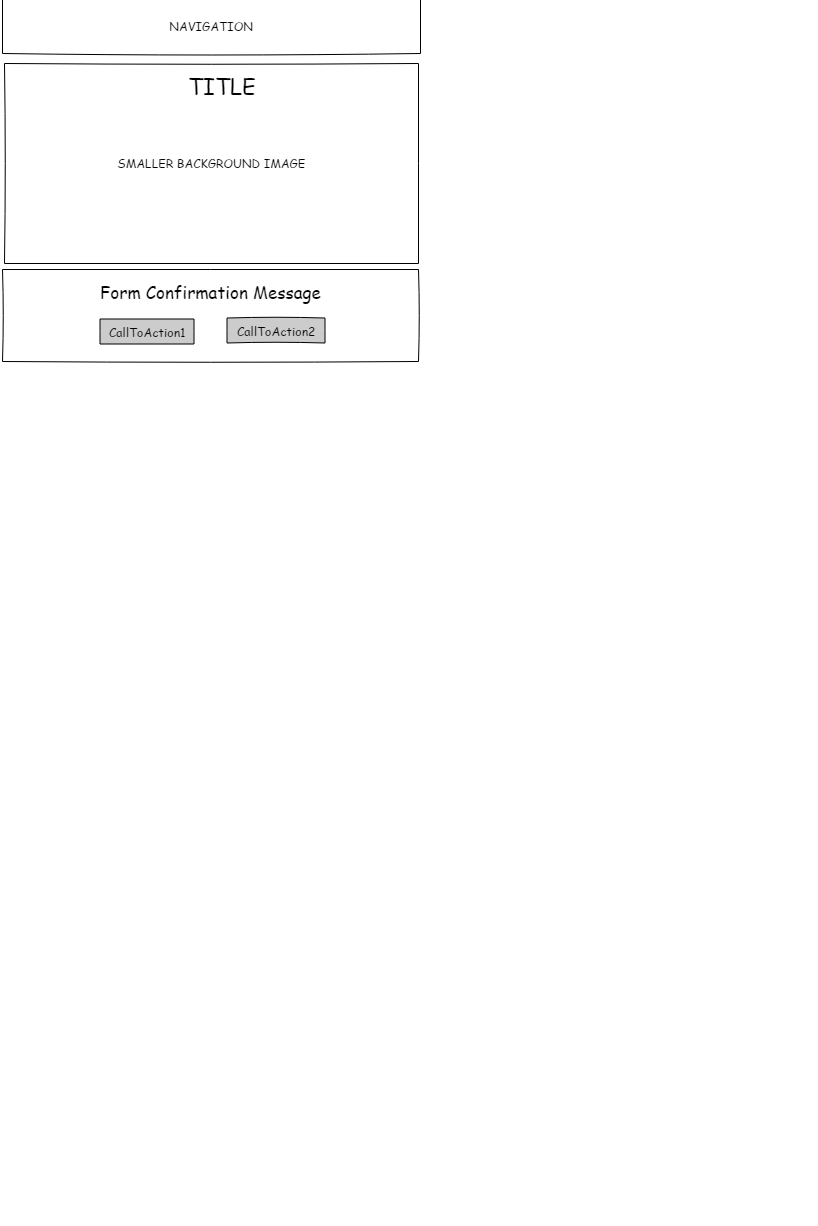 NAVIGATION
TITLE
SMALLER BACKGROUND IMAGE
Form Confirmation Message
CallToAction1 CallToAction2